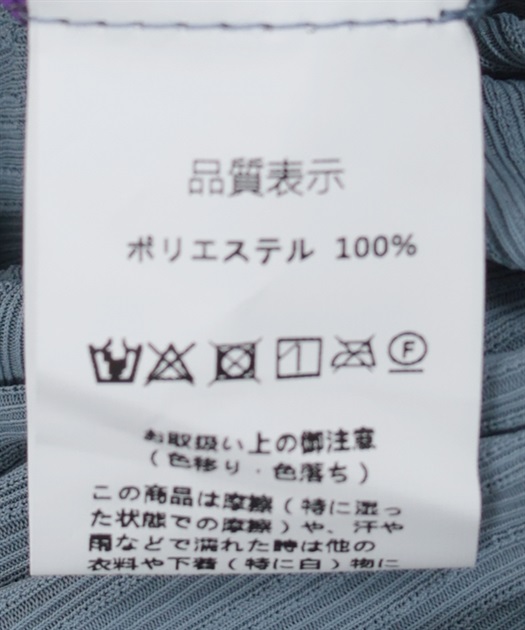 品質表示
ポリエステル 100%
F
お取扱い上の御注意
(色移り・色落ち)
この商品は摩擦(特に湿っ
た状態での摩擦)や、汗や
雨などで濡れた時は他の
衣料や下着(特に白)物に